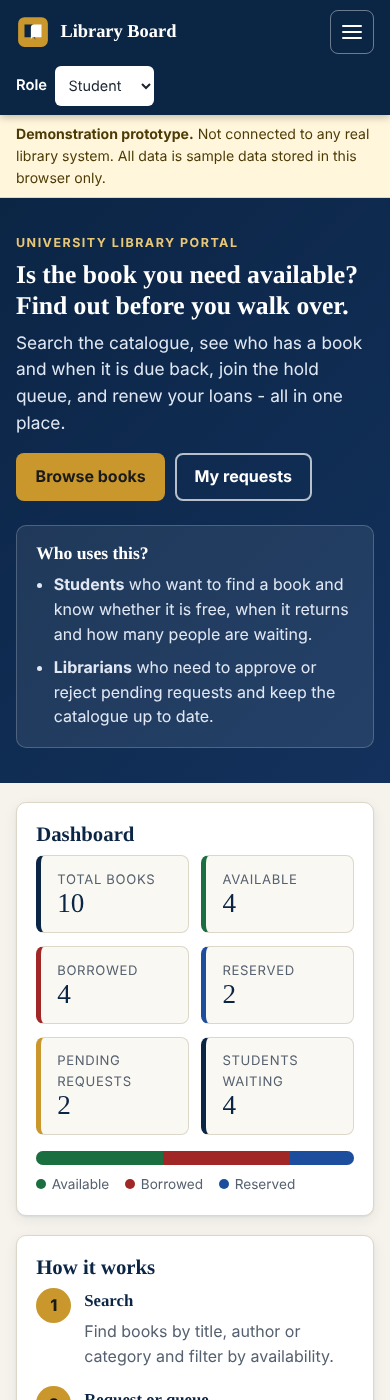 Library Board
Role
Student
Demonstration prototype. Not connected to any real
library system. All data is sample data stored in this
browser only.
UNIVERSITY LIBRARY PORTAL
Is the book you need available?
Find out before you walk over.
Search the catalogue, see who has a book
and when it is due back, join the hold
queue, and renew your loans - all in one
place.
Browse books
My requests
Who uses this?
• Students who want to find a book and
know whether it is free, when it returns
and how many people are waiting.
• Librarians who need to approve or
reject pending requests and keep the
catalogue up to date.
Dashboard
TOTAL BOOKS
10
AVAILABLE
4
BORROWED
4
RESERVED
2
PENDING
REQUESTS
2
STUDENTS
WAITING
4
Available
Borrowed
Reserved
How it works
1
Search
Find books by title, author or
category and filter by availability.
Request or queue